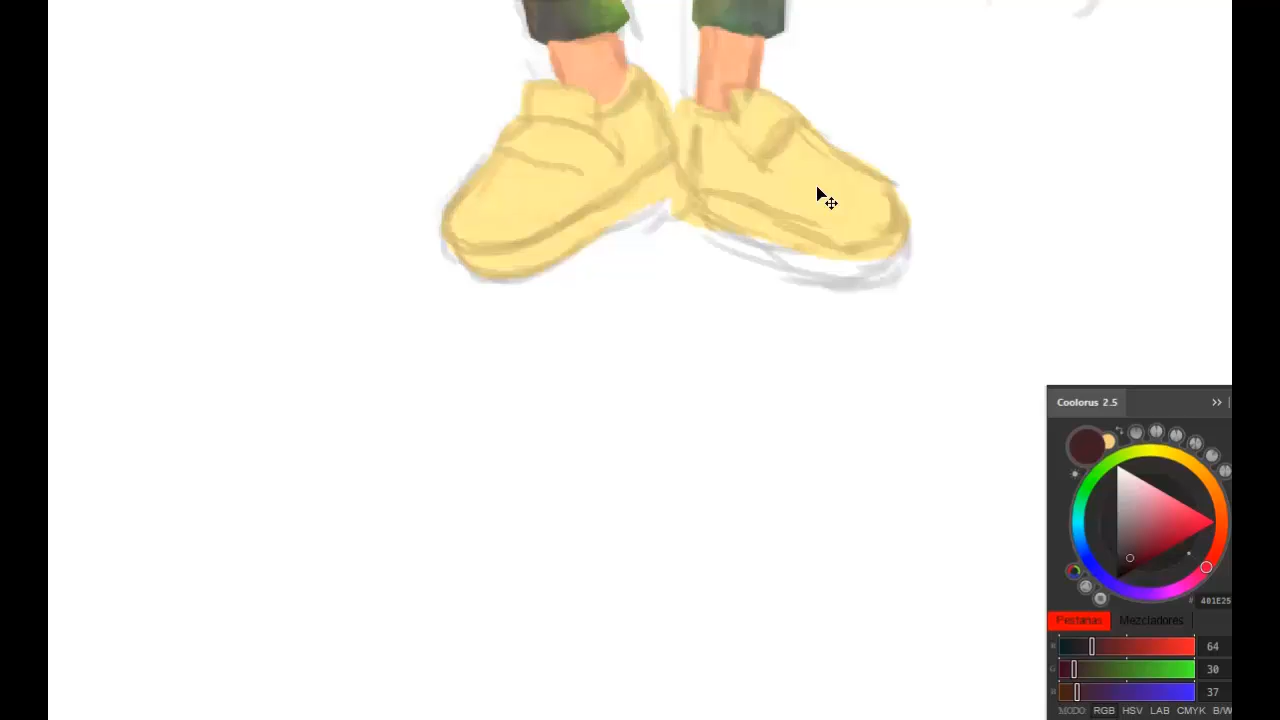 Coolorus 2.5
# 401E25
Pestañas Mezcladores
R 64
G 30
B 37
MODO: RGB HSV LAB CMYK B/W